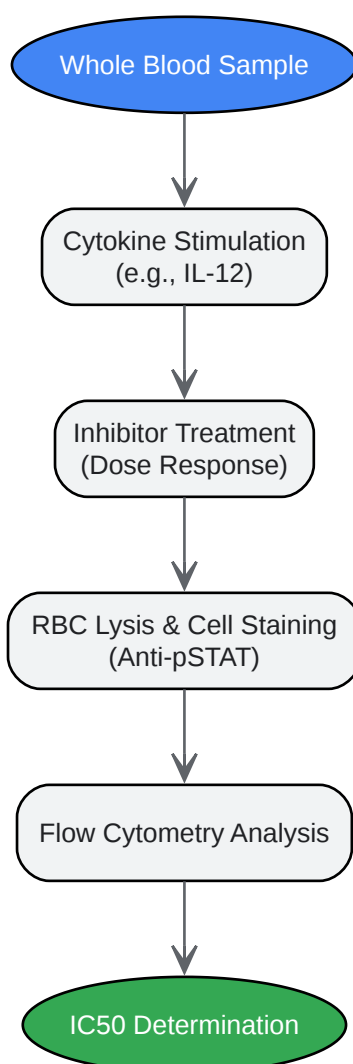 Whole Blood Sample
Cytokine Stimulation
(e.g., IL-12)
Inhibitor Treatment
(Dose Response)
RBC Lysis & Cell Staining
(Anti-pSTAT)
Flow Cytometry Analysis
IC50 Determination